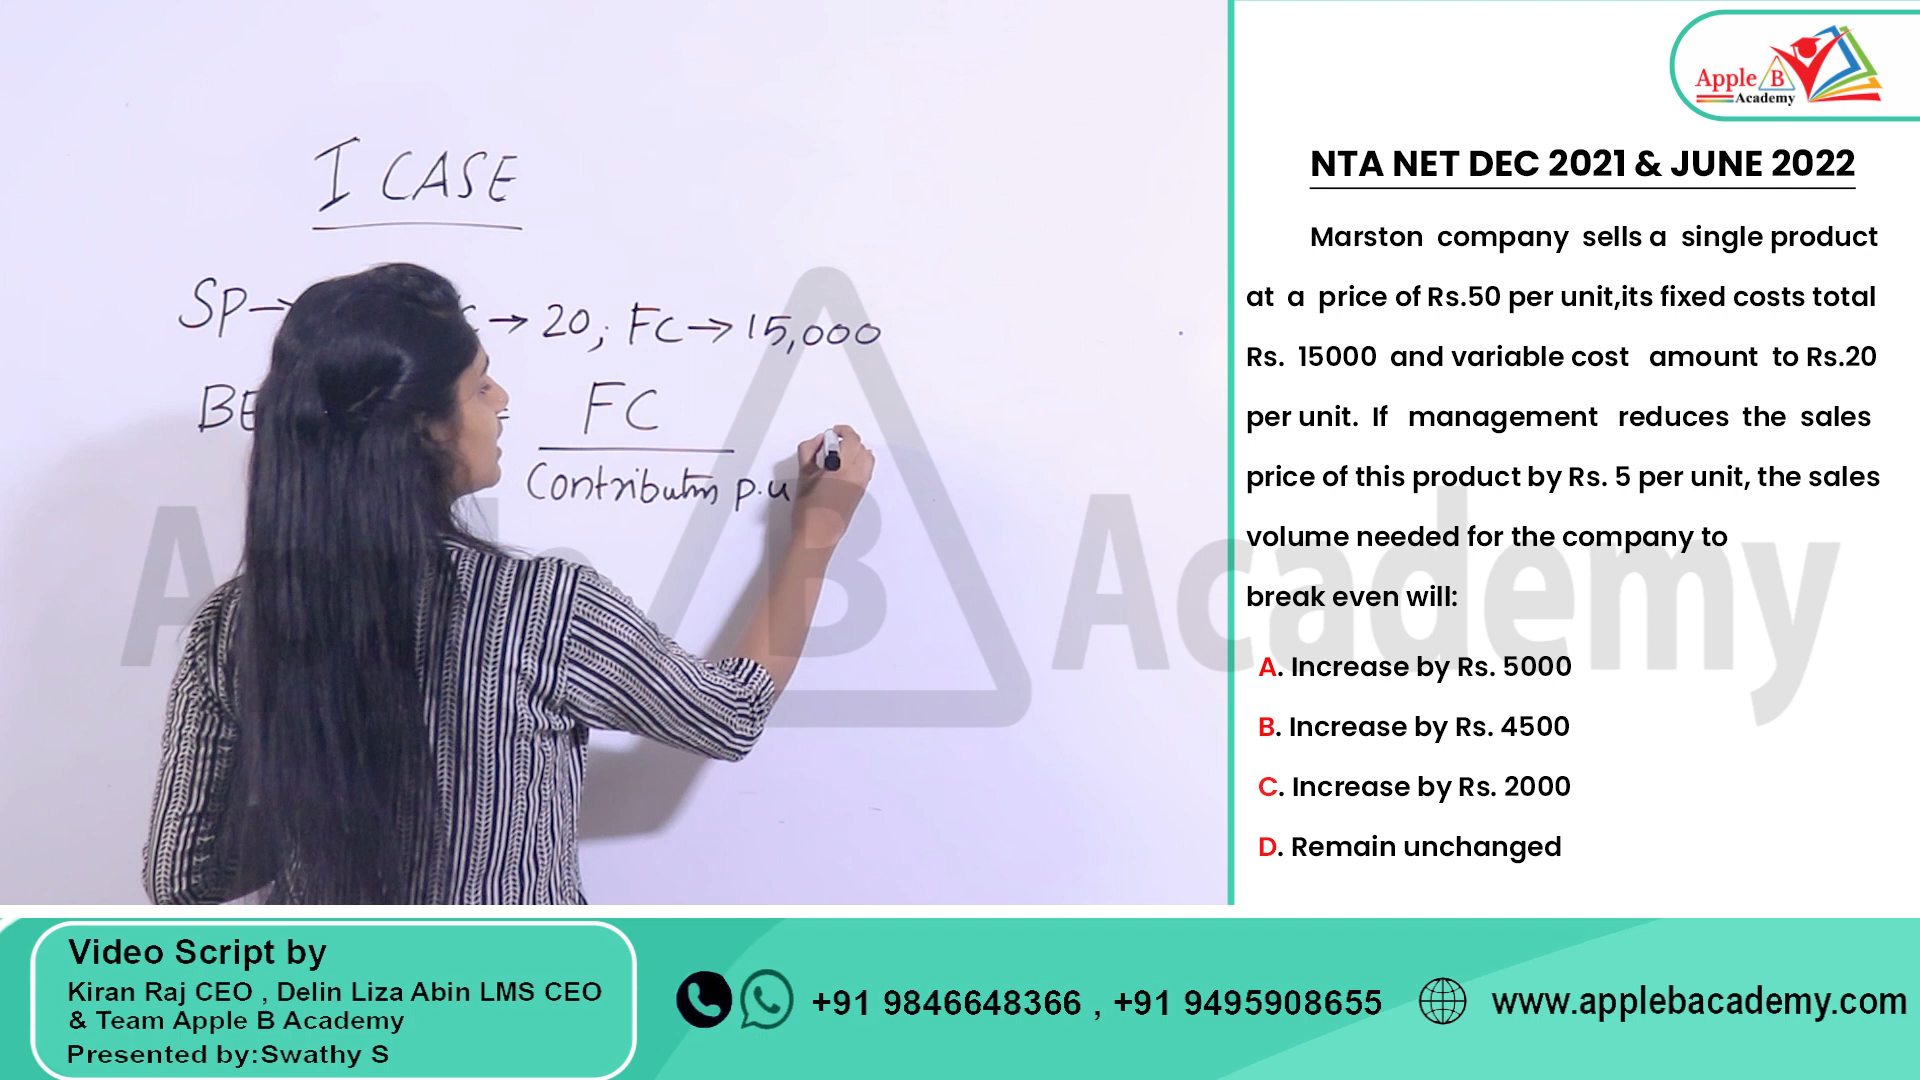 I CASE
SP→ → 20; FC → 15,000
BE = FC
Contribution p.u
Apple B Academy
Apple B
Academy
NTA NET DEC 2021 & JUNE 2022
Marston company sells a single product
at a price of Rs.50 per unit,its fixed costs total
Rs. 15000 and variable cost amount to Rs.20
per unit. If management reduces the sales
price of this product by Rs. 5 per unit, the sales
volume needed for the company to
break even will:
A. Increase by Rs. 5000
B. Increase by Rs. 4500
C. Increase by Rs. 2000
D. Remain unchanged
Video Script by
Kiran Raj CEO , Delin Liza Abin LMS CEO
& Team Apple B Academy
Presented by:Swathy S
+91 9846648366 , +91 9495908655
www.applebacademy.com